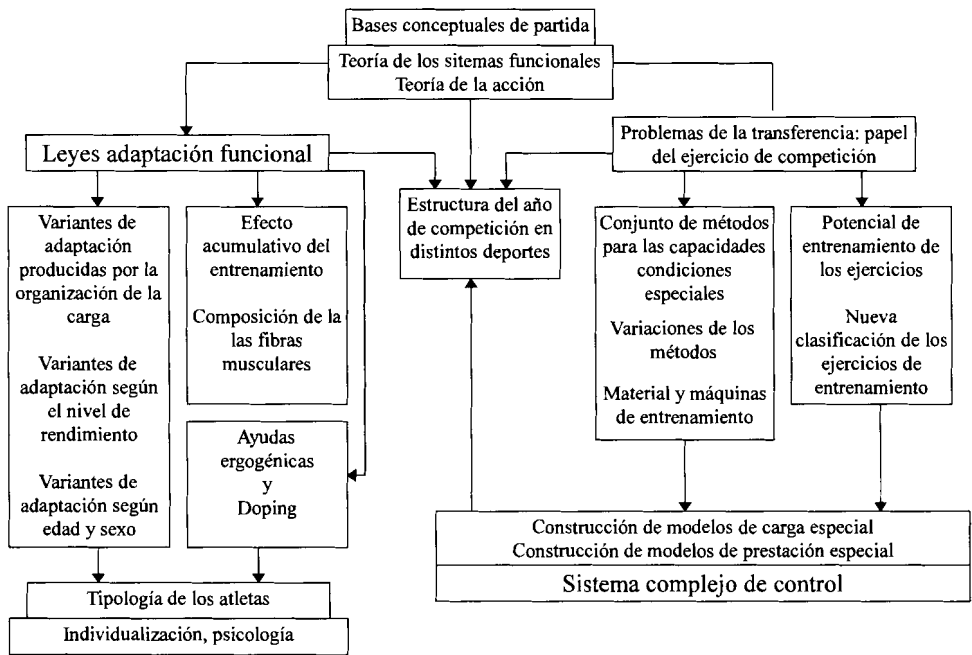 Bases conceptuales de partida
Teoría de los sitemas funcionales
Teoría de la acción
Leyes adaptación funcional
Problemas de la transferencia: papel
del ejercicio de competición
Variantes de
adaptación
producidas por la
organización de la
carga
Variantes de
adaptación según
el nivel de
rendimiento
Variantes de
adaptación según
edad y sexo
Efecto
acumulativo del
entrenamiento
Composición de la
las fibras
musculares
Ayudas
ergogénicas
y
Doping
Estructura del año
de competición en
distintos deportes
Conjunto de métodos
para las capacidades
condiciones
especiales
Variaciones de los
métodos
Material y máquinas
de entrenamiento
Potencial de
entrenamiento de
los ejercicios
Nueva
clasificación de los
ejercicios de
entrenamiento
Construcción de modelos de carga especial
Construcción de modelos de prestación especial
Sistema complejo de control
Tipología de los atletas
Individualización, psicología